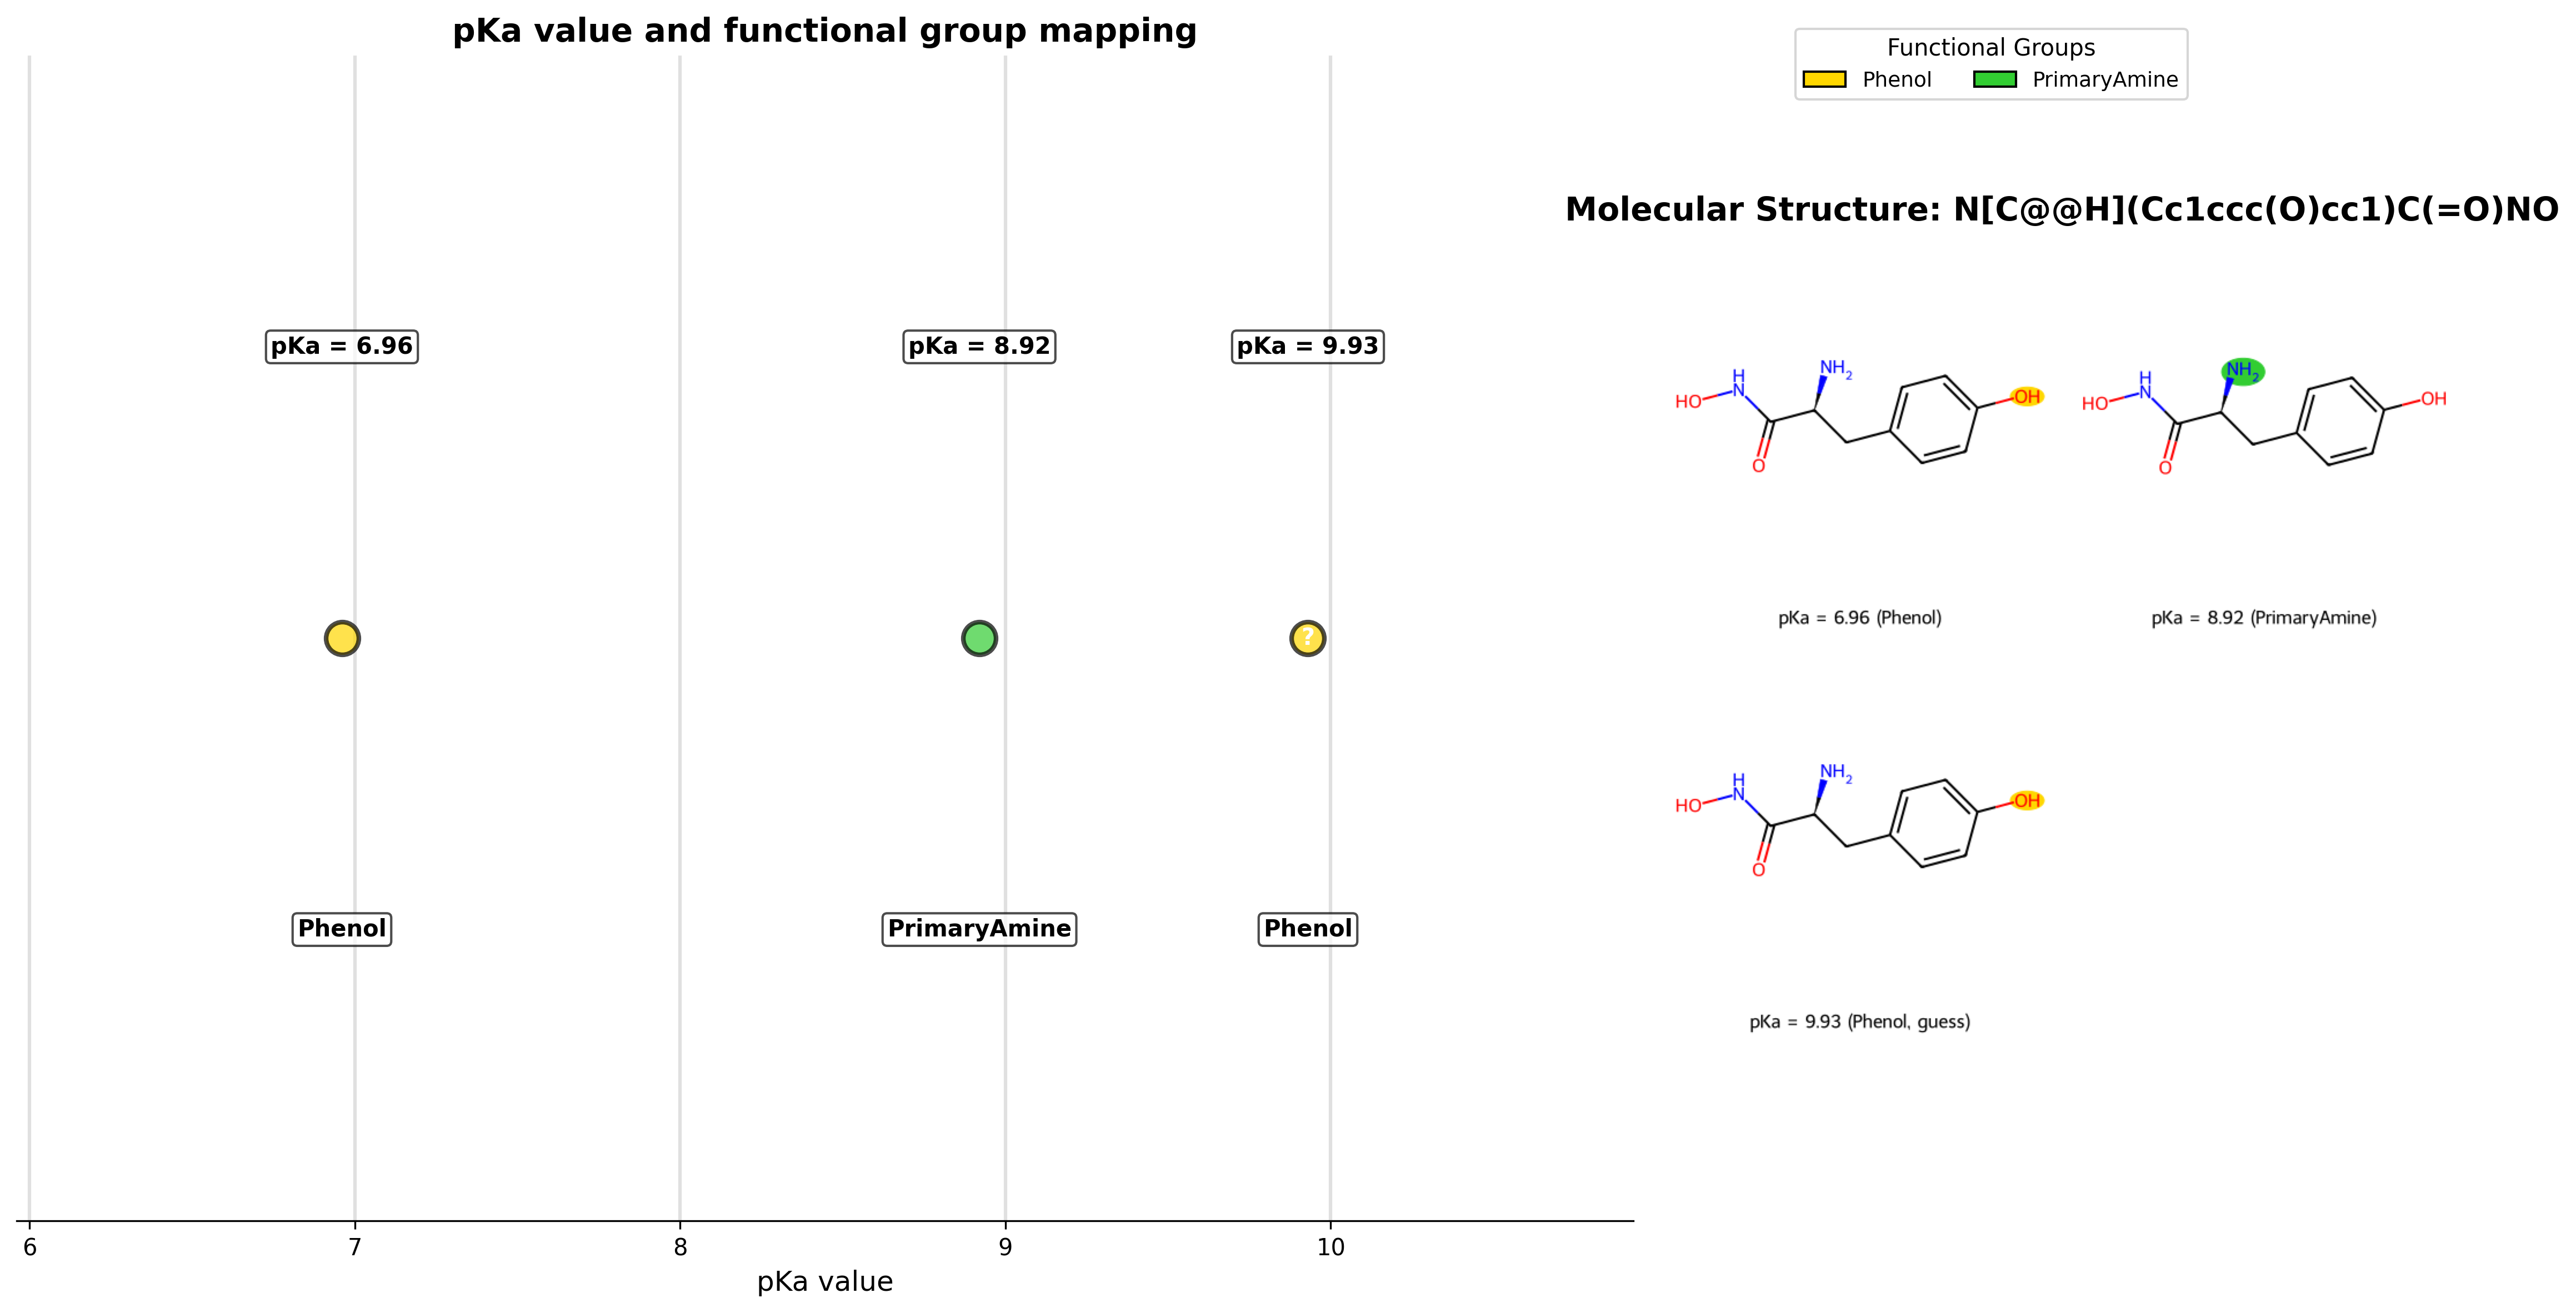 pKa value and functional group mapping
Functional Groups
Phenol PrimaryAmine
Molecular Structure: N[C@@H](Cc1ccc(O)cc1)C(=O)NO
pKa = 6.96 pKa = 8.92 pKa = 9.93
?
Phenol PrimaryAmine Phenol
6 7 8 9 10
pKa value
NH2
H
N
HO
O
OH
pKa = 6.96 (Phenol)
NH2
H
N
HO
O
OH
pKa = 8.92 (PrimaryAmine)
NH2
H
N
HO
O
OH
pKa = 9.93 (Phenol, guess)